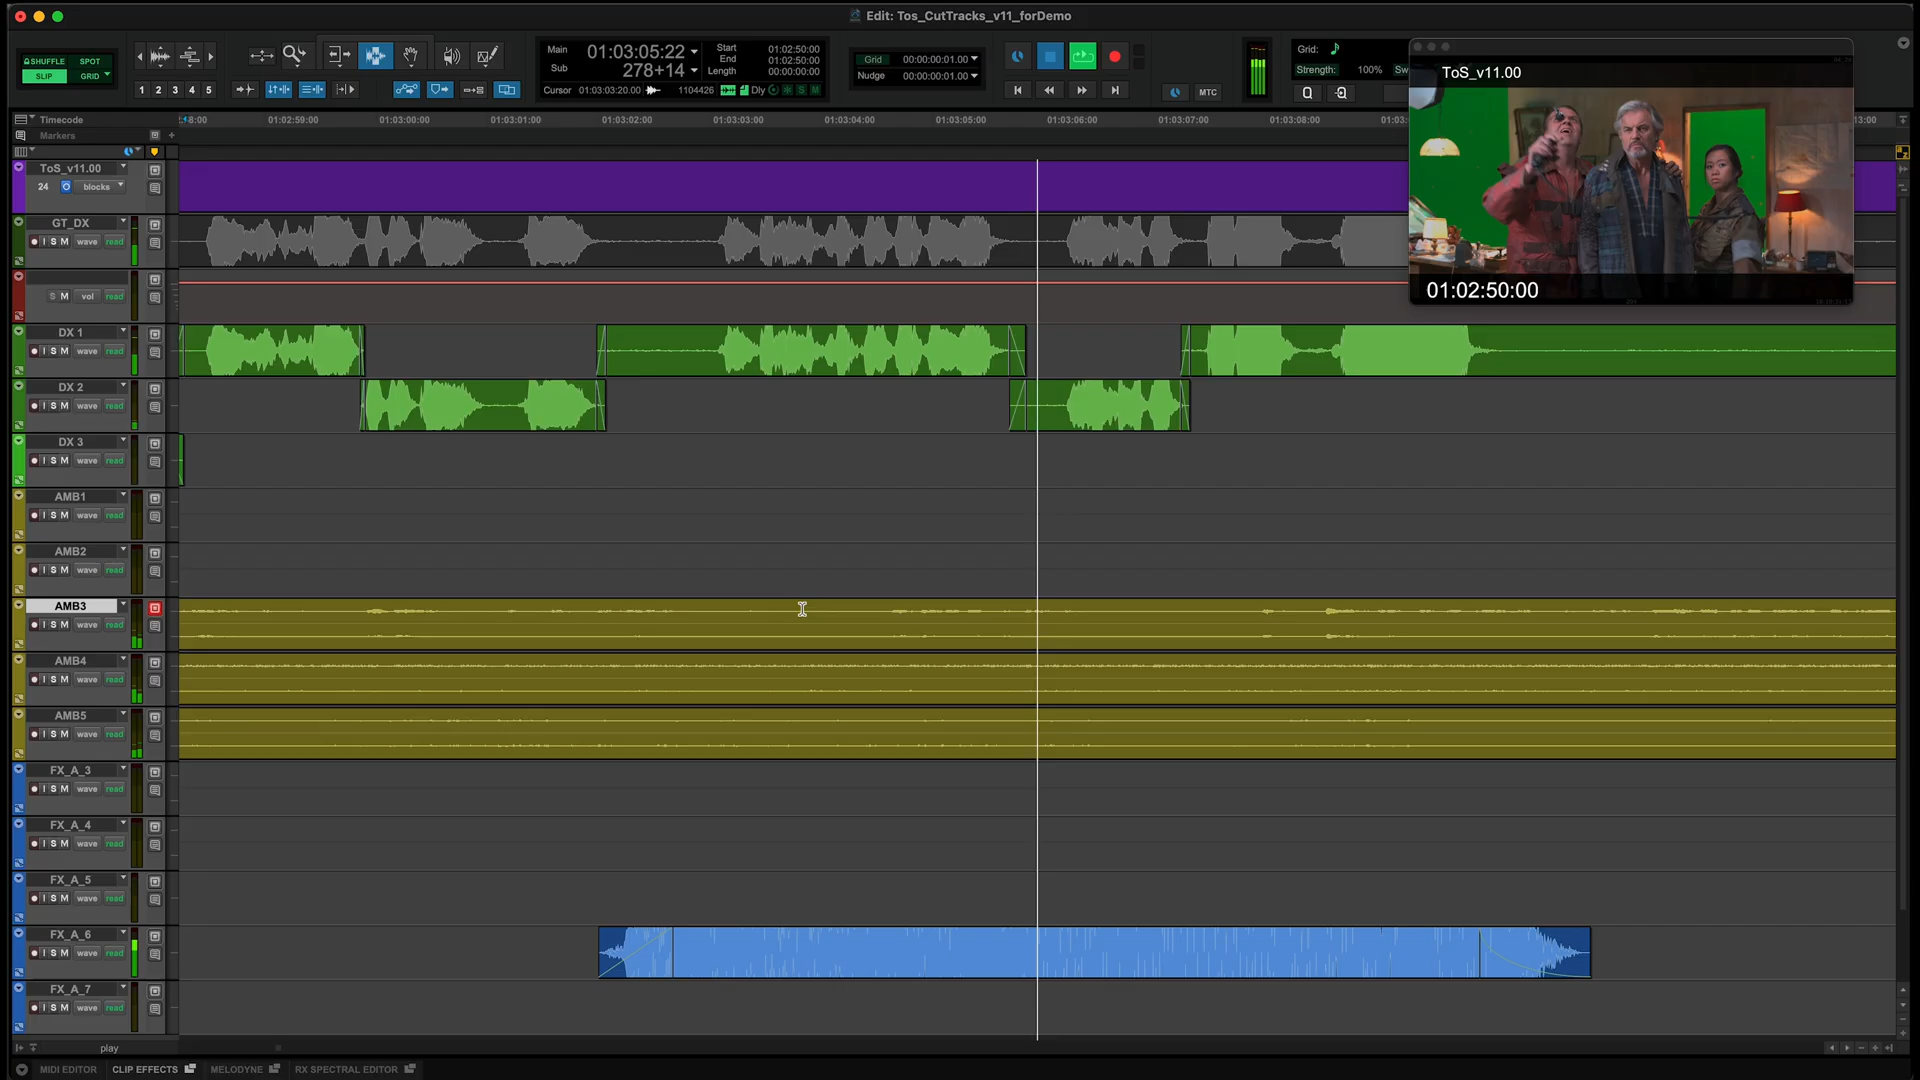 Edit: Tos_CutTracks_v11_forDemo
SHUFFLE SPOT
SLIP GRID
1 2 3 4 5
Main 01:03:05:22
Sub 278+14
Start 01:02:50:00
End 01:02:50:00
Length 00:00:00:00
Cursor 01:03:03:20.00 1104426 Dly S M
Grid 00:00:00:01.00
Nudge 00:00:00:01.00
MTC
Grid:
Strength: 100% Sw
Q
ToS_v11.00
01:02:50:00
Timecode
:58:00 01:02:59:00 01:03:00:00 01:03:01:00 01:03:02:00 01:03:03:00 01:03:04:00 01:03:05:00 01:03:06:00 01:03:07:00 01:03:08:00 01:03: 13:00
Markers
ToS_v11.00
24 blocks
GT_DX
I S M wave read
S M vol read
DX 1
I S M wave read
DX 2
I S M wave read
DX 3
I S M wave read
AMB1
I S M wave read
AMB2
I S M wave read
AMB3
I S M wave read
AMB4
I S M wave read
AMB5
I S M wave read
FX_A_3
I S M wave read
FX_A_4
I S M wave read
FX_A_5
I S M wave read
FX_A_6
I S M wave read
FX_A_7
I S M wave read
play
MIDI EDITOR CLIP EFFECTS MELODYNE RX SPECTRAL EDITOR